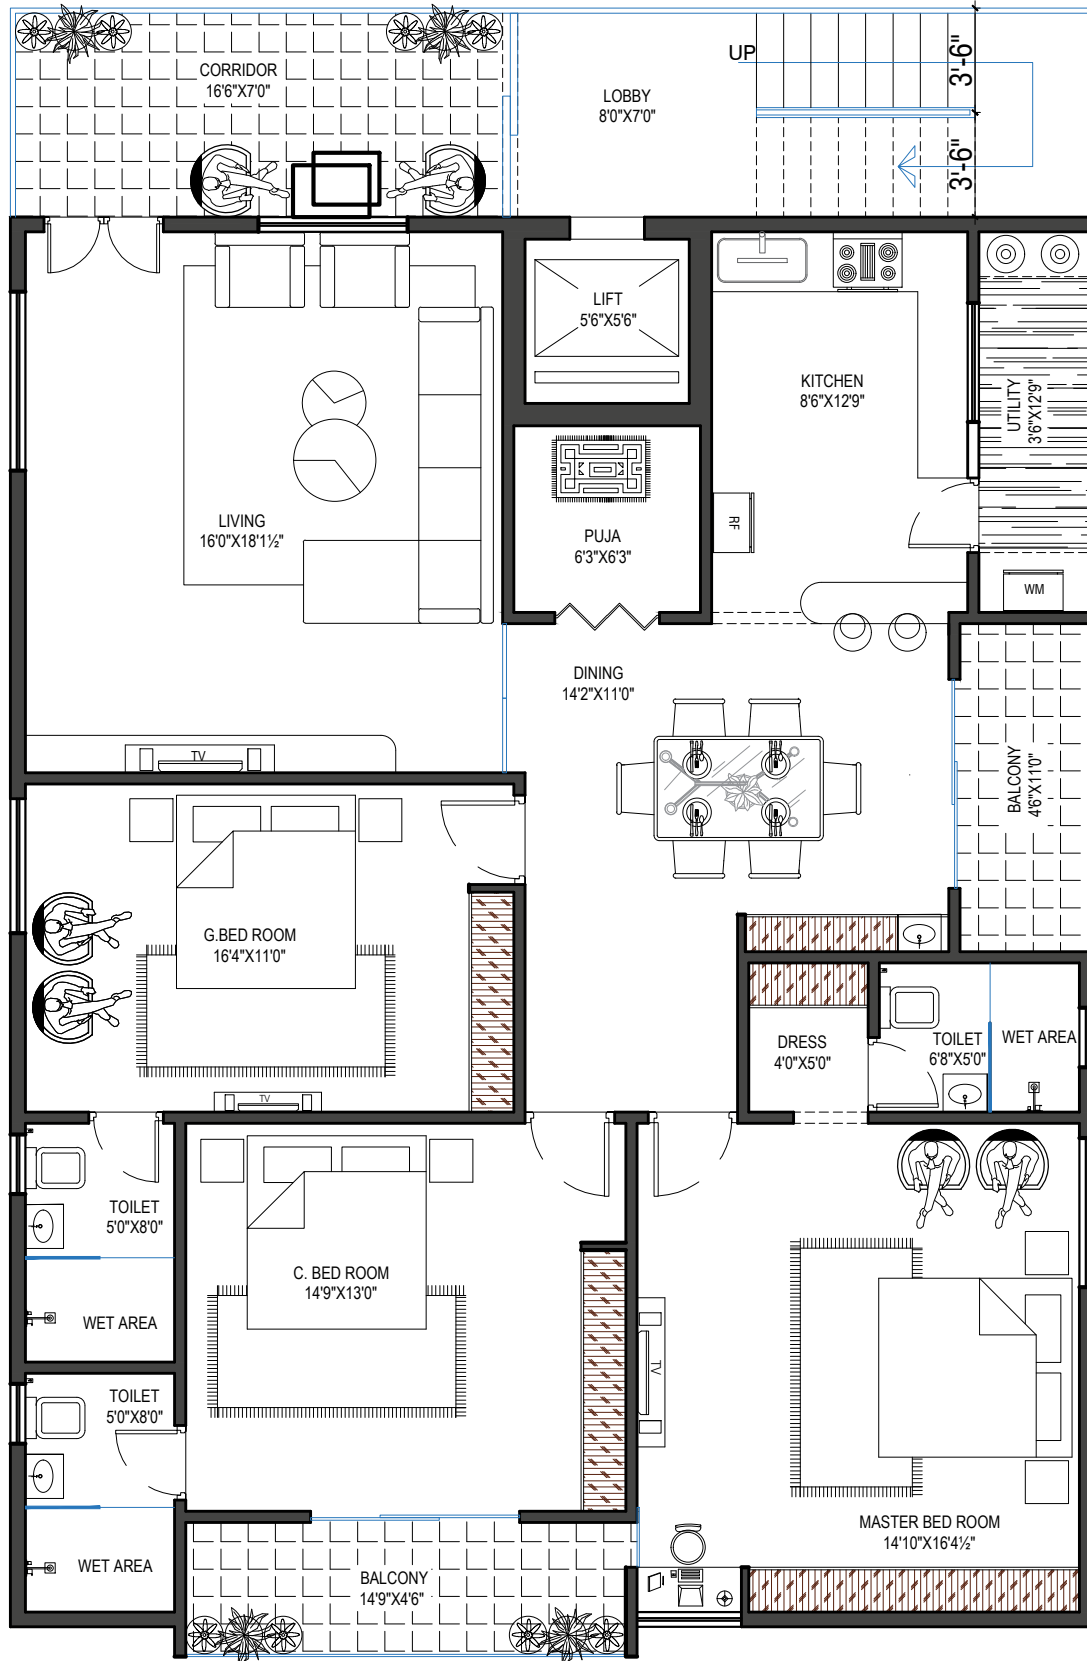 UP
3'-6"
3'-6"
CORRIDOR
16'6"X7'0"
LOBBY
8'0"X7'0"
LIFT
5'6"X5'6"
KITCHEN
8'6"X12'9"
UTILITY
3'6"X12'9"
LIVING
16'0"X18'1½"
PUJA
6'3"X6'3"
RF
WM
DINING
14'2"X11'0"
TV
BALCONY
4'6"X11'0"
G.BED ROOM
16'4"X11'0"
TV
DRESS
4'0"X5'0"
TOILET
6'8"X5'0"
WET AREA
TOILET
5'0"X8'0"
WET AREA
C. BED ROOM
14'9"X13'0"
TV
TOILET
5'0"X8'0"
WET AREA
MASTER BED ROOM
14'10"X16'4½"
BALCONY
14'9"X4'6"